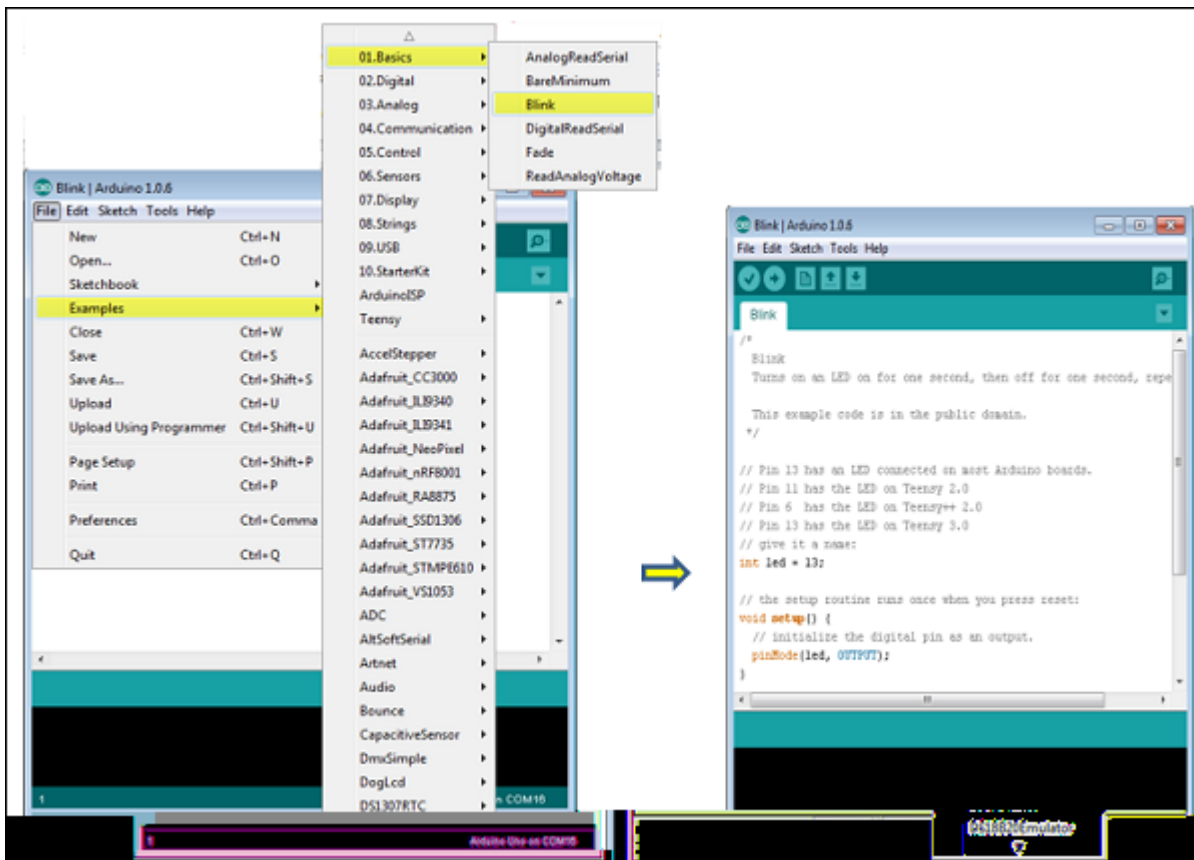 01.Basics
02.Digital
03.Analog
04.Communication
05.Control
06.Sensors
07.Display
08.Strings
09.USB
10.StarterKit
ArduinoISP
Teensy
AccelStepper
Adafruit_CC3000
Adafruit_ILI9340
Adafruit_ILI9341
Adafruit_NeoPixel
Adafruit_nRF8001
Adafruit_RA8875
Adafruit_SSD1306
Adafruit_ST7735
Adafruit_STMPE610
Adafruit_VS1053
ADC
AltSoftSerial
Artnet
Audio
Bounce
CapacitiveSensor
DmxSimple
DogLcd
DS1307RTC
AnalogReadSerial
BareMinimum
Blink
DigitalReadSerial
Fade
ReadAnalogVoltage
Blink | Arduino 1.0.6
File Edit Sketch Tools Help
New Ctrl+N
Open... Ctrl+O
Sketchbook
Examples
Close Ctrl+W
Save Ctrl+S
Save As... Ctrl+Shift+S
Upload Ctrl+U
Upload Using Programmer Ctrl+Shift+U
Page Setup Ctrl+Shift+P
Print Ctrl+P
Preferences Ctrl+Comma
Quit Ctrl+Q
1 n COM16
1 Arduino Uno on COM16
Blink | Arduino 1.0.6
File Edit Sketch Tools Help
Blink
/*
Blink
Turns on an LED on for one second, then off for one second, repe
This example code is in the public domain.
*/
// Pin 13 has an LED connected on most Arduino boards.
// Pin 11 has the LED on Teensy 2.0
// Pin 6 has the LED on Teensy++ 2.0
// Pin 13 has the LED on Teensy 3.0
// give it a name:
int led = 13;
// the setup routine runs once when you press reset:
void setup() {
// initialize the digital pin as an output.
pinMode(led, OUTPUT);
}